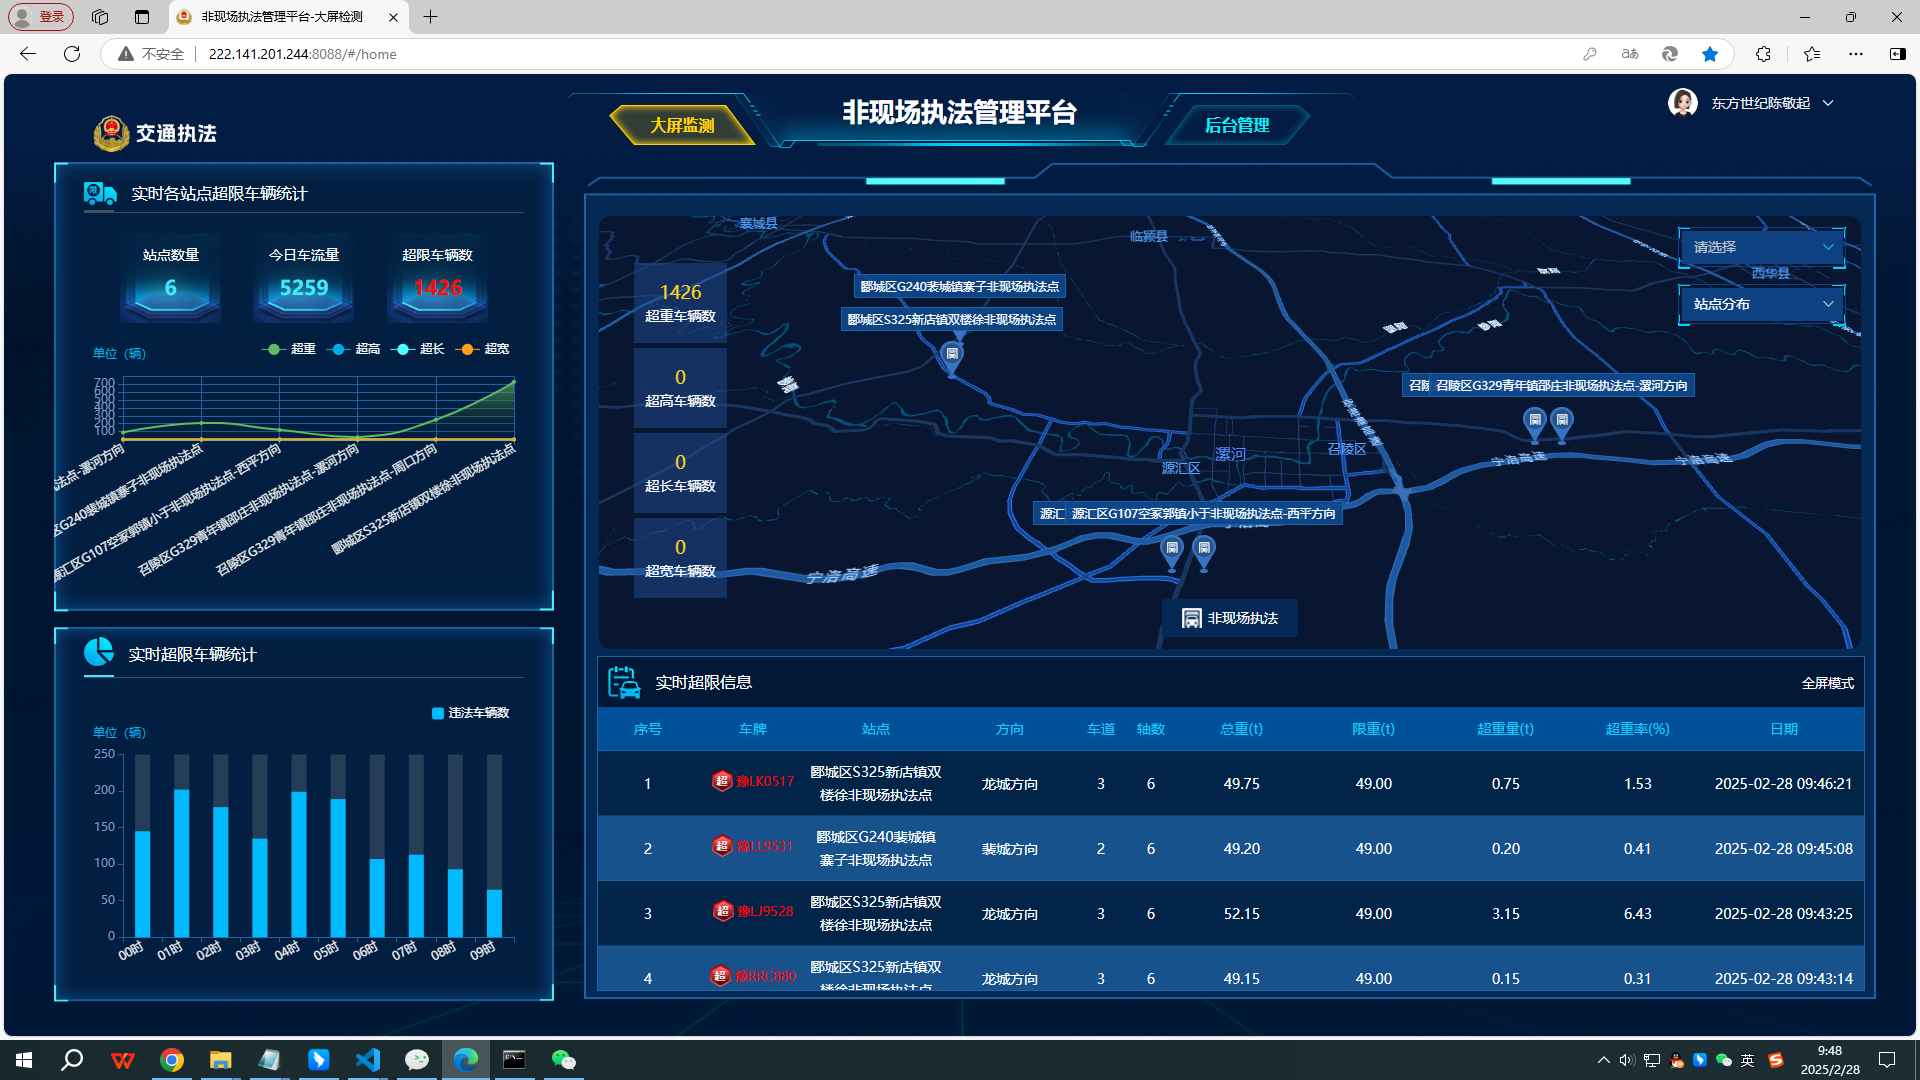 登录
非现场执法管理平台-大屏检测
不安全
222.141.201.244:8088/#/home
交通执法
大屏监测
非现场执法管理平台
后台管理
东方世纪陈敬起
实时各站点超限车辆统计
站点数量
今日车流量
超限车辆数
6
5259
1426
单位（辆）
超重
超高
超长
超宽
700
600
500
400
300
200
100
法点-漯河方向
区G240裴城镇寨子非现场执法点
源汇区G107空冢郭镇小于非现场执法点-西平方向
召陵区G329青年镇邵庄非现场执法点-漯河方向
召陵区G329青年镇邵庄非现场执法点-周口方向
郾城区S325新店镇双楼徐非现场执法点
实时超限车辆统计
违法车辆数
单位（辆）
250
200
150
100
50
0
00时
01时
02时
03时
04时
05时
06时
07时
08时
09时
襄城县
临颍县
西华县
请选择
站点分布
1426
超重车辆数
0
超高车辆数
0
超长车辆数
0
超宽车辆数
郾城区G240裴城镇寨子非现场执法点
郾城区S325新店镇双楼徐非现场执法点
召陵区G329青年镇邵庄非现场执法点-漯河方向
漯河
召陵区
源汇区
宁洛高速
宁洛高速
源汇
源汇区G107空冢郭镇小于非现场执法点-西平方向
宁洛高速
非现场执法
实时超限信息
全屏模式
序号 车牌 站点 方向 车道 轴数 总重(t) 限重(t) 超重量(t) 超重率(%) 日期
1 超 豫LK0517 郾城区S325新店镇双楼徐非现场执法点 龙城方向 3 6 49.75 49.00 0.75 1.53 2025-02-28 09:46:21
2 超 豫LL9531 郾城区G240裴城镇寨子非现场执法点 裴城方向 2 6 49.20 49.00 0.20 0.41 2025-02-28 09:45:08
3 超 豫LJ9528 郾城区S325新店镇双楼徐非现场执法点 龙城方向 3 6 52.15 49.00 3.15 6.43 2025-02-28 09:43:25
4 超 豫RRC880 郾城区S325新店镇双楼徐非现场执法点 龙城方向 3 6 49.15 49.00 0.15 0.31 2025-02-28 09:43:14
英
9:48
2025/2/28